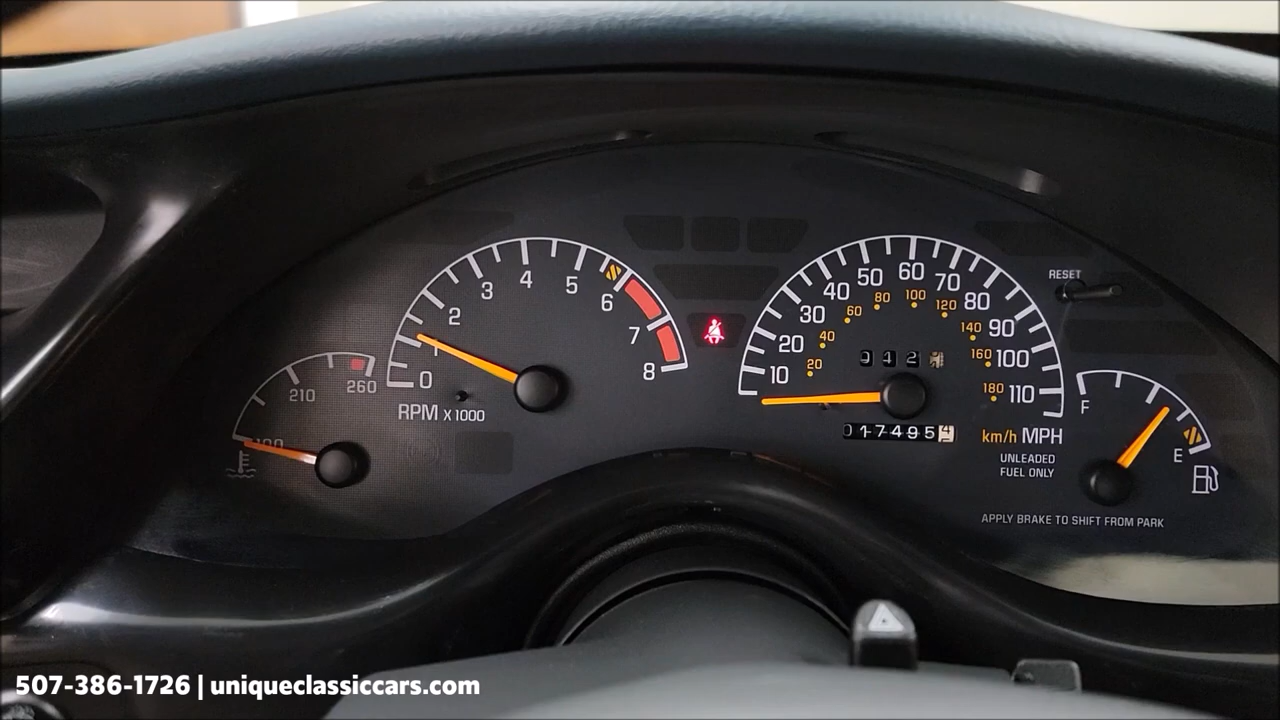 RESET
0 1 2 3 4 5 6 7 8
RPM X 1000
10 20 30 40 50 60 70 80 90 100 110
20 40 60 80 100 120 140 160 180
km/h MPH
UNLEADED
FUEL ONLY
100 210 260
017495
F E
APPLY BRAKE TO SHIFT FROM PARK
507-386-1726 | uniqueclassiccars.com